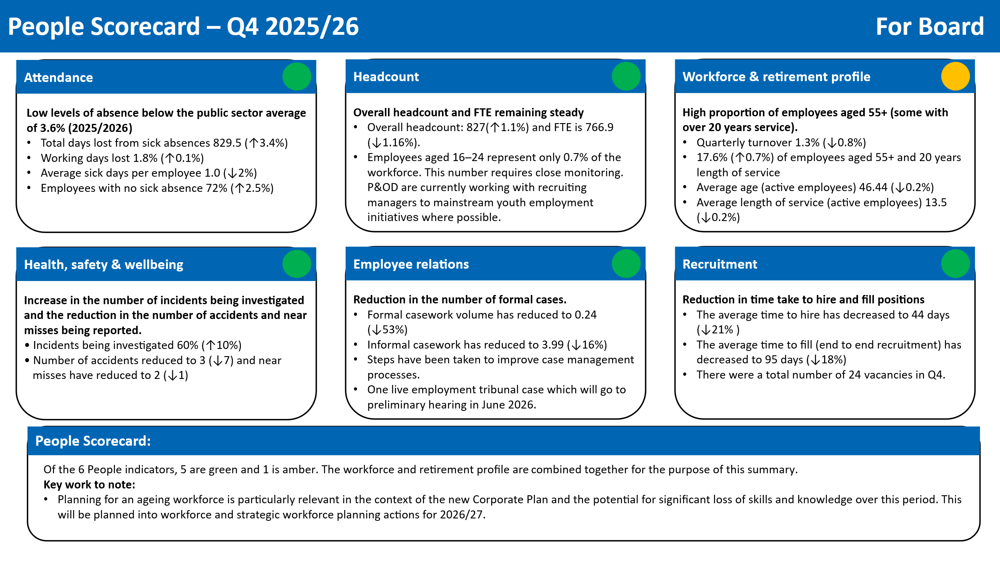 People Scorecard – Q4 2025/26
For Board
Attendance
Low levels of absence below the public sector average
of 3.6% (2025/2026)
• Total days lost from sick absences 829.5 (↑3.4%)
• Working days lost 1.8% (↑0.1%)
• Average sick days per employee 1.0 (↓2%)
• Employees with no sick absence 72% (↑2.5%)
Headcount
Overall headcount and FTE remaining steady
• Overall headcount: 827(↑1.1%) and FTE is 766.9
(↓1.16%).
• Employees aged 16–24 represent only 0.7% of the
workforce. This number requires close monitoring.
P&OD are currently working with recruiting
managers to mainstream youth employment
initiatives where possible.
Workforce & retirement profile
High proportion of employees aged 55+ (some with
over 20 years service).
• Quarterly turnover 1.3% (↓0.8%)
• 17.6% (↑0.7%) of employees aged 55+ and 20 years
length of service
• Average age (active employees) 46.44 (↓0.2%)
• Average length of service (active employees) 13.5
(↓0.2%)
Health, safety & wellbeing
Increase in the number of incidents being investigated
and the reduction in the number of accidents and near
misses being reported.
• Incidents being investigated 60% (↑10%)
• Number of accidents reduced to 3 (↓7) and near
misses have reduced to 2 (↓1)
Employee relations
Reduction in the number of formal cases.
• Formal casework volume has reduced to 0.24
(↓53%)
• Informal casework has reduced to 3.99 (↓16%)
• Steps have been taken to improve case management
processes.
• One live employment tribunal case which will go to
preliminary hearing in June 2026.
Recruitment
Reduction in time take to hire and fill positions
• The average time to hire has decreased to 44 days
(↓21% )
• The average time to fill (end to end recruitment) has
decreased to 95 days (↓18%)
• There were a total number of 24 vacancies in Q4.
People Scorecard:
Of the 6 People indicators, 5 are green and 1 is amber. The workforce and retirement profile are combined together for the purpose of this summary.
Key work to note:
• Planning for an ageing workforce is particularly relevant in the context of the new Corporate Plan and the potential for significant loss of skills and knowledge over this period. This
will be planned into workforce and strategic workforce planning actions for 2026/27.